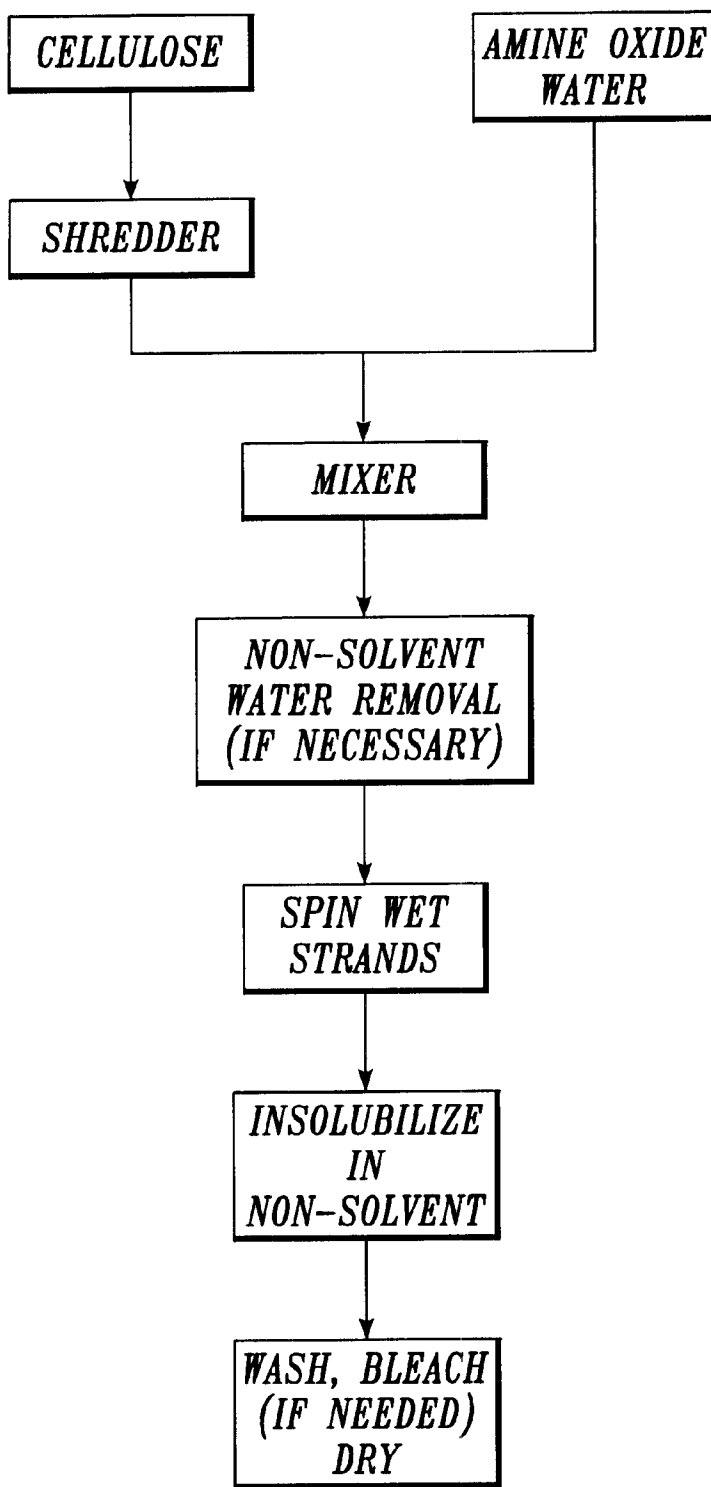 CELLULOSE
AMINE OXIDE
WATER
SHREDDER
MIXER
NON-SOLVENT
WATER REMOVAL
(IF NECESSARY)
SPIN WET
STRANDS
INSOLUBILIZE
IN
NON-SOLVENT
WASH, BLEACH
(IF NEEDED)
DRY